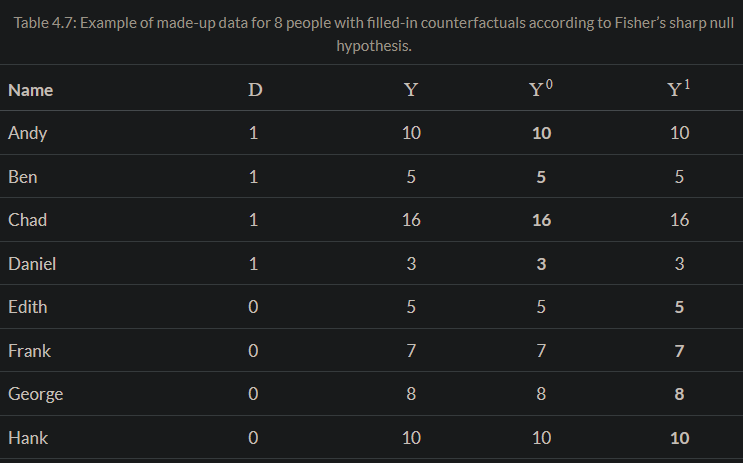 Table 4.7: Example of made-up data for 8 people with filled-in counterfactuals according to Fisher's sharp null
hypothesis.
Name D Y Y⁰ Y¹
Andy 1 10 10 10
Ben 1 5 5 5
Chad 1 16 16 16
Daniel 1 3 3 3
Edith 0 5 5 5
Frank 0 7 7 7
George 0 8 8 8
Hank 0 10 10 10